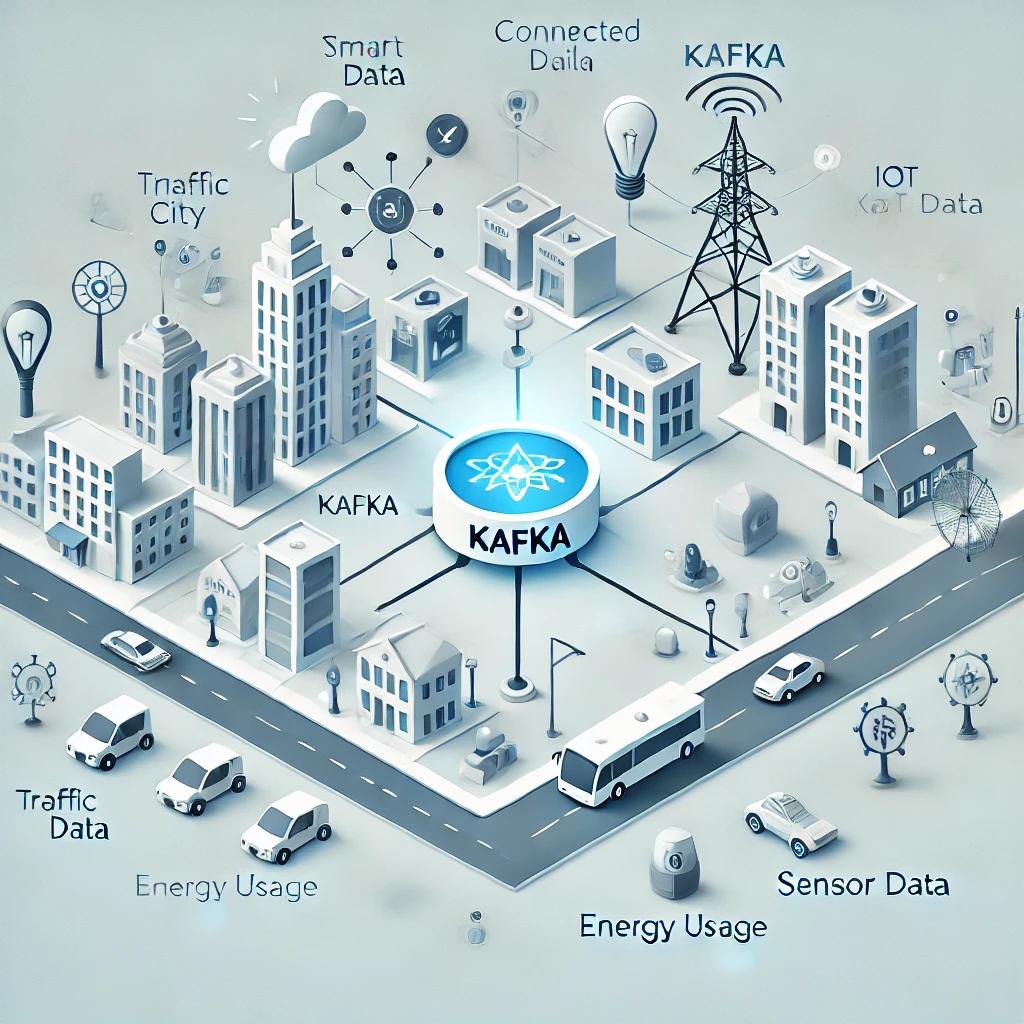 Smart
Data
Connected
Daila
KAFKA
Tnaffic
City
IOT
KaT Data
KAFKA
KAFKA
Traffic
Data
Energy Usage
Energy Usage
Sensor Data